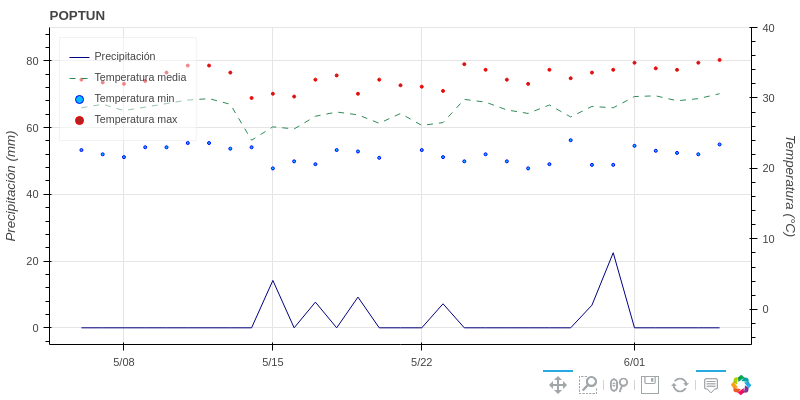 POPTUN
Precipitación
Temperatura media
Temperatura min
Temperatura max
Precipitación (mm)
80
60
40
20
0
Temperatura (°C)
40
30
20
10
0
5/08
5/15
5/22
6/01